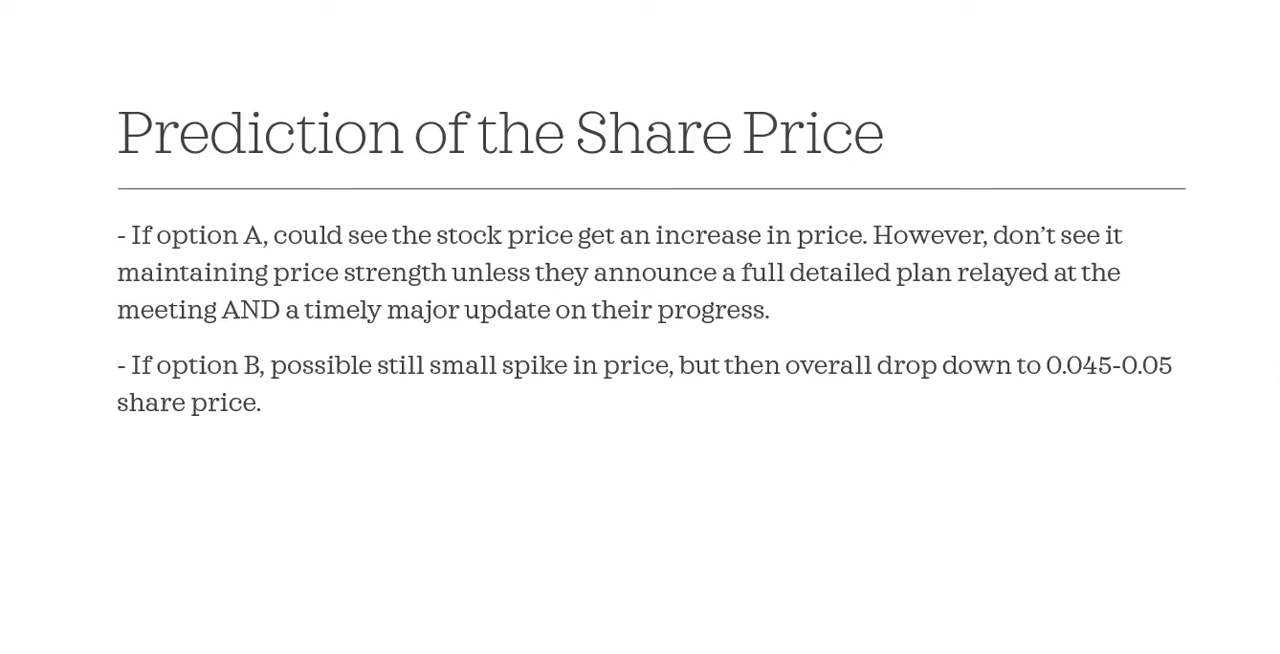 Prediction of the Share Price
- If option A, could see the stock price get an increase in price. However, don’t see it
maintaining price strength unless they announce a full detailed plan relayed at the
meeting AND a timely major update on their progress.
- If option B, possible still small spike in price, but then overall drop down to 0.045-0.05
share price.